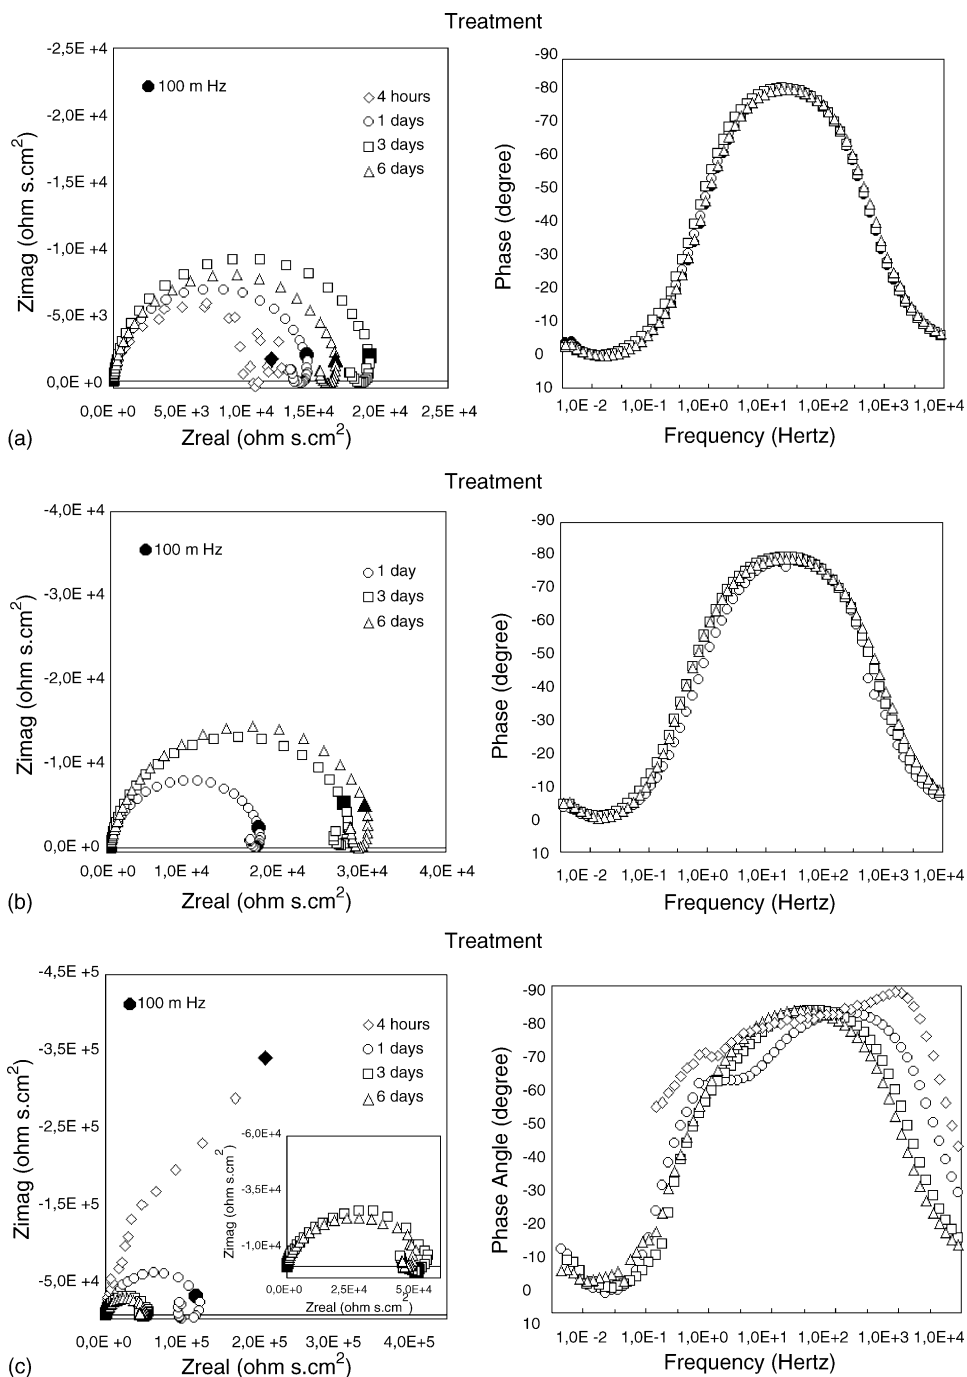 Treatment
-2,5E +4
-2,0E +4
-1,5E +4
-1,0E +4
-5,0E +3
0,0E +0
Zimag (ohm s.cm2)
100 m Hz
4 hours
1 days
3 days
6 days
0,0E +0 5,0E +3 1,0E +4 1,5E +4 2,0E +4 2,5E +4
Zreal (ohm s.cm2)
(a)
-90
-80
-70
-60
-50
-40
-30
-20
-10
0
10
Phase (degree)
1,0E -2 1,0E-1 1,0E+0 1,0E+1 1,0E+2 1,0E+3 1,0E+4
Frequency (Hertz)
Treatment
-4,0E +4
-3,0E +4
-2,0E +4
-1,0E +4
0,0E +0
Zimag (ohm s.cm2)
100 m Hz
1 day
3 days
6 days
0,0E +0 1,0E +4 2,0E +4 3,0E +4 4,0E +4
Zreal (ohm s.cm2)
(b)
-90
-80
-70
-60
-50
-40
-30
-20
-10
0
10
Phase (degree)
1,0E -2 1,0E-1 1,0E+0 1,0E+1 1,0E+2 1,0E+3 1,0E+4
Frequency (Hertz)
Treatment
-4,5E +5
-3,5E +5
-2,5E +5
-1,5E +5
-5,0E +4
Zimag (ohm s.cm2)
100 m Hz
4 hours
1 days
3 days
6 days
-6,0E+4
-3,5E+4
-1,0E+4
Zimag (ohm s.cm2)
0,0E+0 2,5E+4 5,0E+4
Zreal (ohm s.cm2)
1,0E +0 1,0E +5 2,0E +5 3,0E +5 4,0E +5
Zreal (ohm s.cm2)
(c)
-90
-80
-70
-60
-50
-40
-30
-20
-10
0
10
Phase Angle (degree)
1,0E -2 1,0E-1 1,0E+0 1,0E+1 1,0E+2 1,0E+3 1,0E+4
Frequency (Hertz)